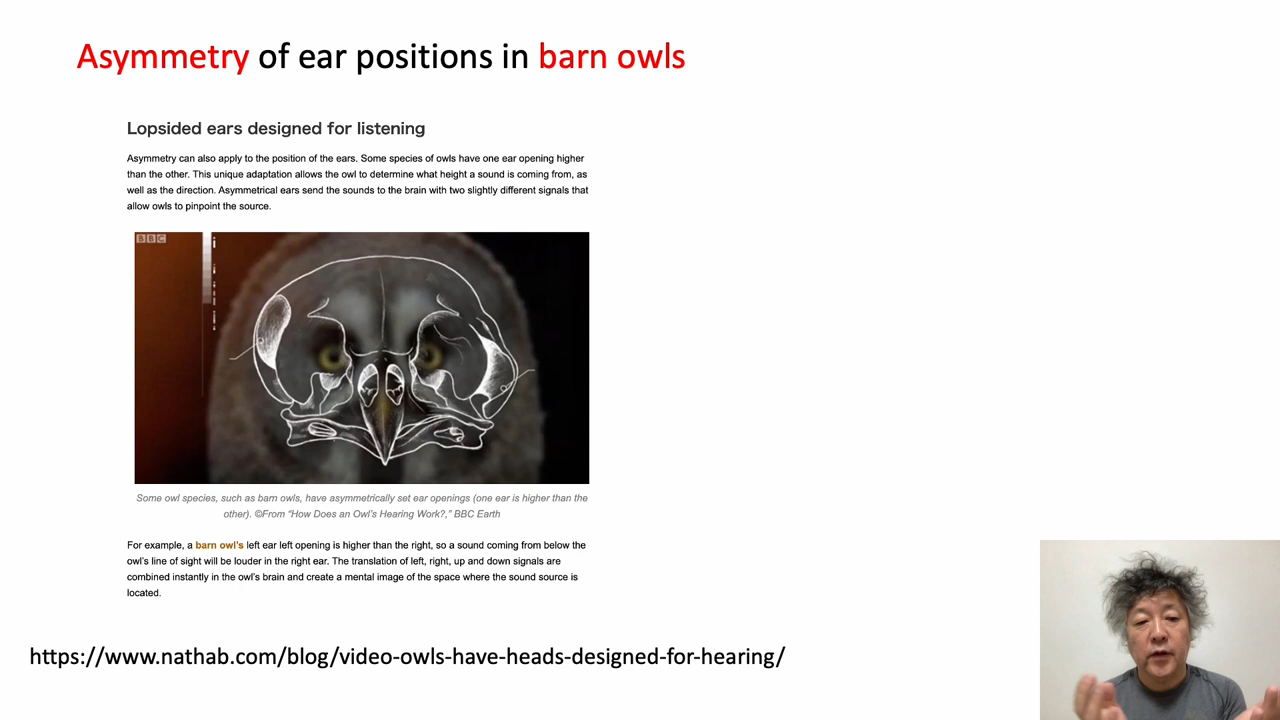 Asymmetry of ear positions in barn owls
Lopsided ears designed for listening
Asymmetry can also apply to the position of the ears. Some species of owls have one ear opening higher
than the other. This unique adaptation allows the owl to determine what height a sound is coming from, as
well as the direction. Asymmetrical ears send the sounds to the brain with two slightly different signals that
allow owls to pinpoint the source.
BBC
Some owl species, such as barn owls, have asymmetrically set ear openings (one ear is higher than the
other). ©From “How Does an Owl’s Hearing Work?,” BBC Earth
For example, a barn owl’s left ear left opening is higher than the right, so a sound coming from below the
owl’s line of sight will be louder in the right ear. The translation of left, right, up and down signals are
combined instantly in the owl’s brain and create a mental image of the space where the sound source is
located.
https://www.nathab.com/blog/video-owls-have-heads-designed-for-hearing/